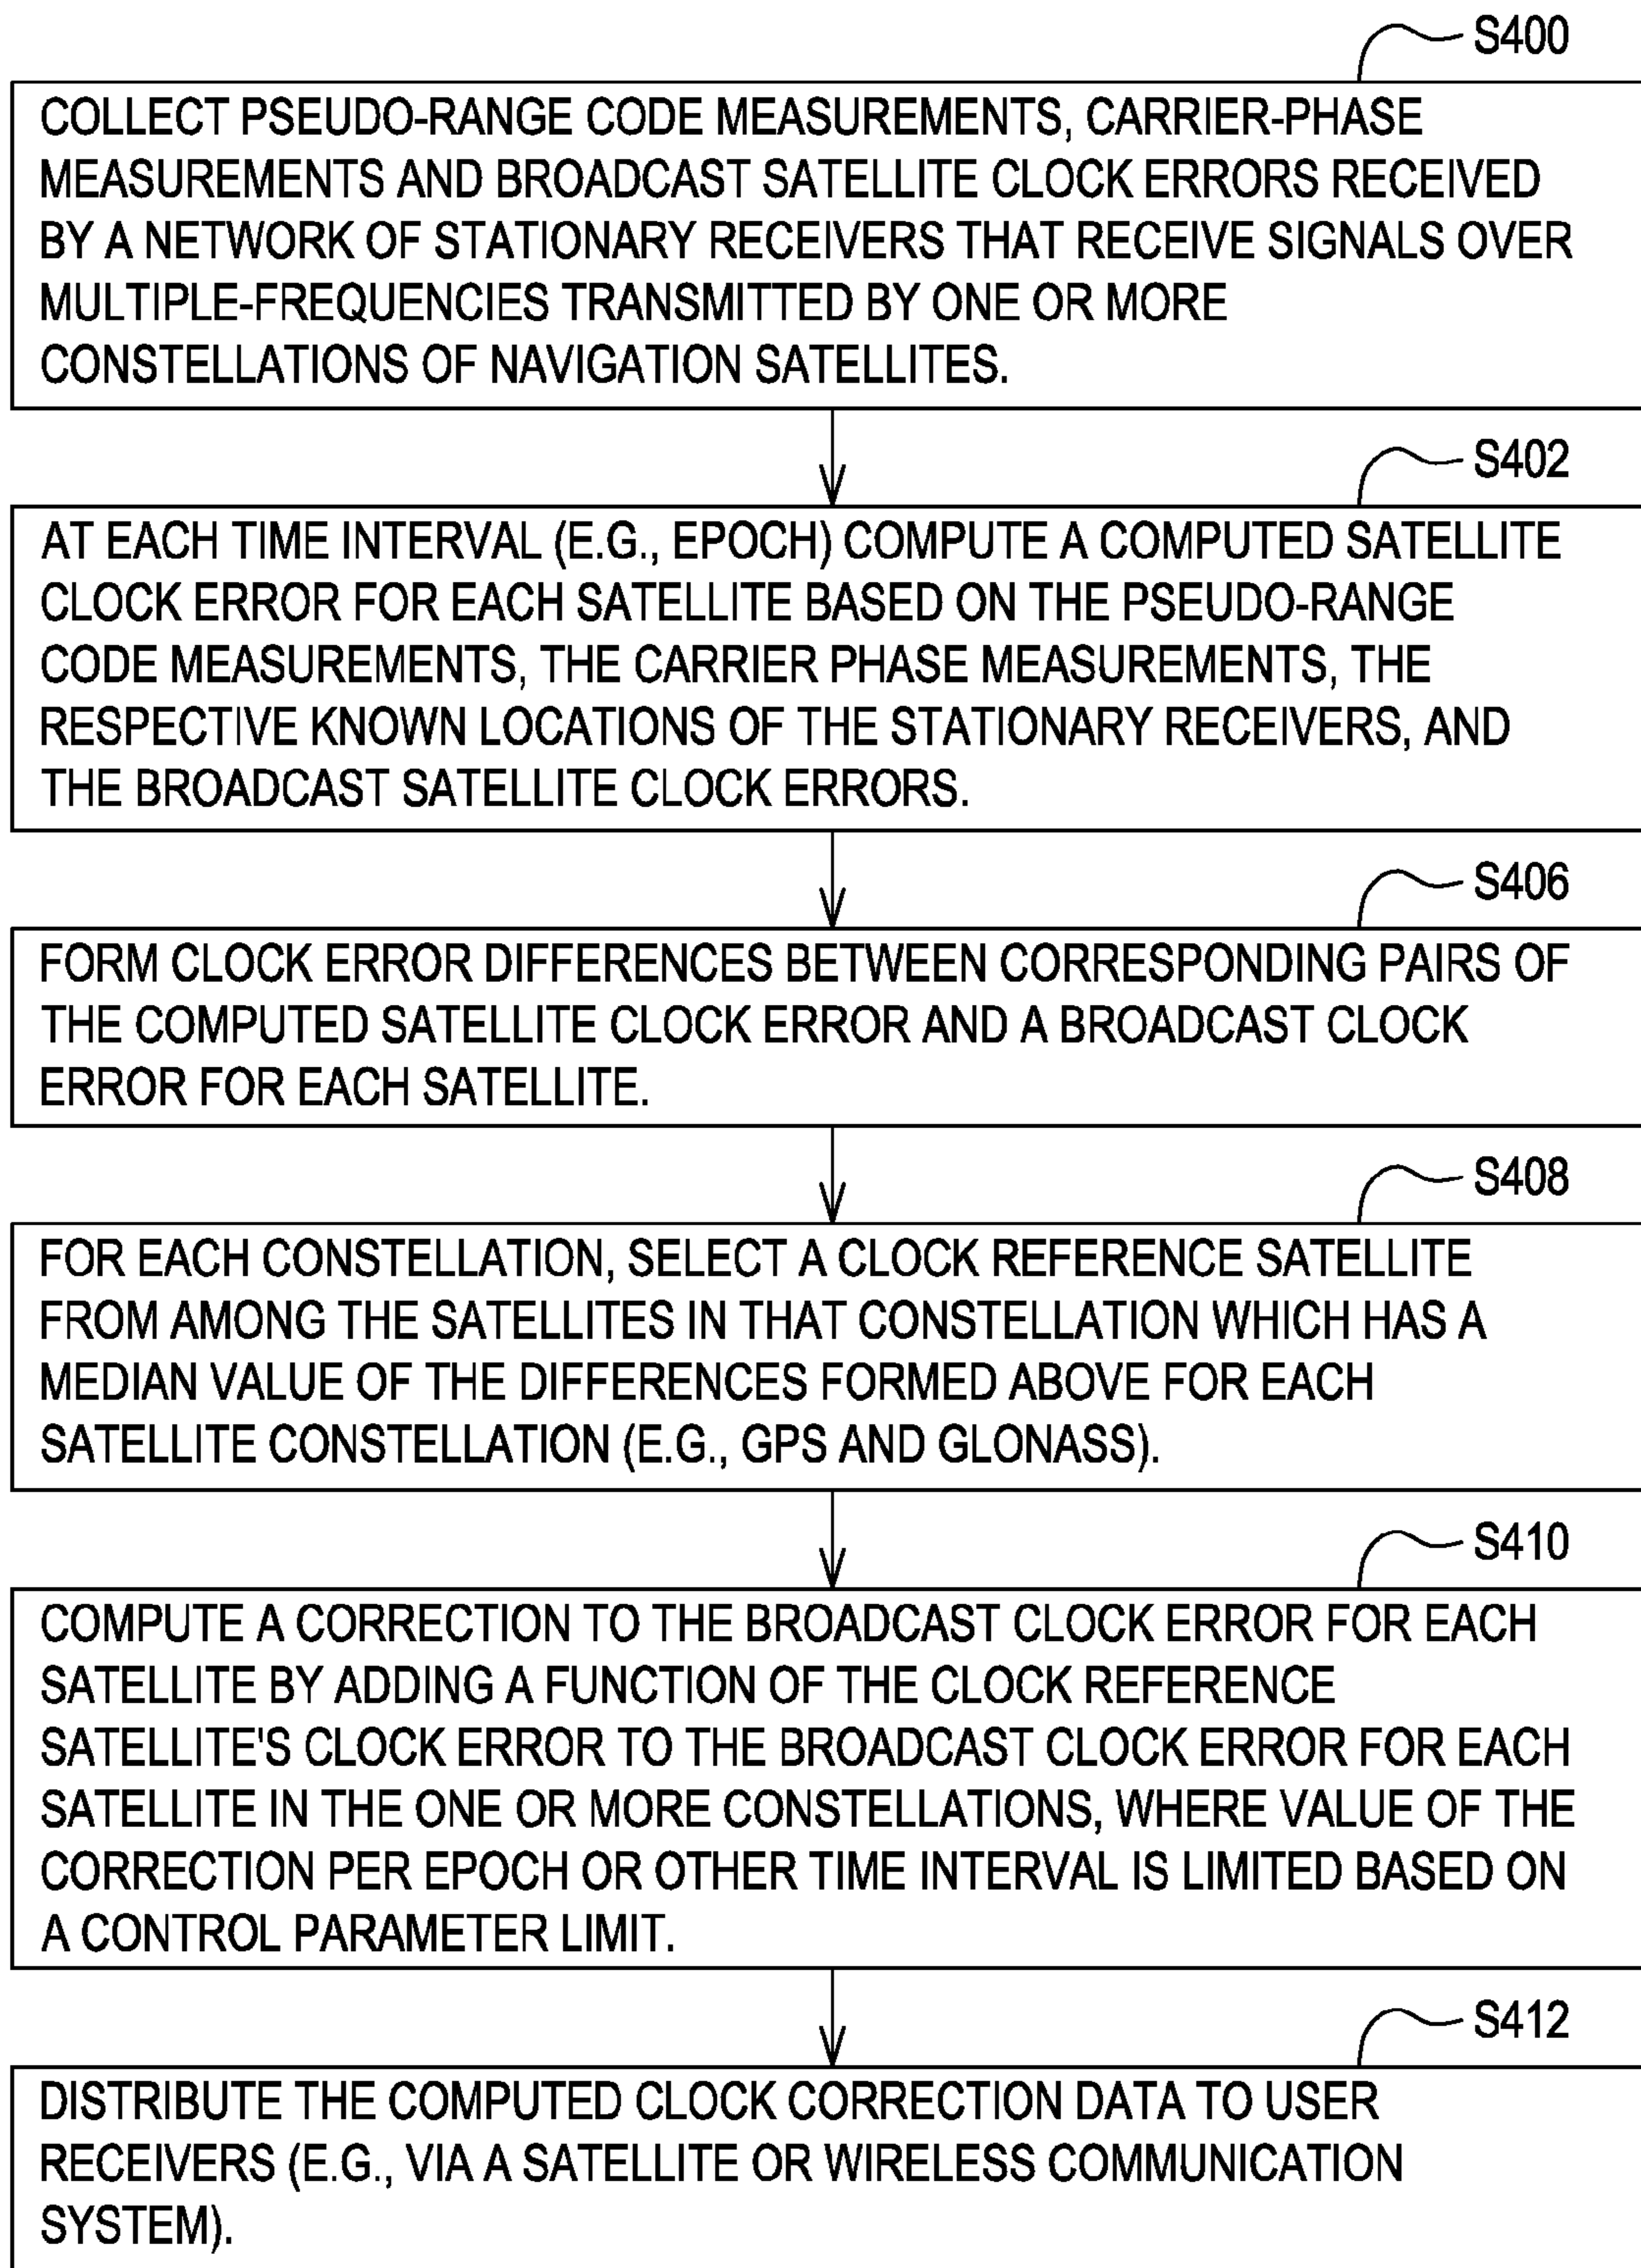 S400
COLLECT PSEUDO-RANGE CODE MEASUREMENTS, CARRIER-PHASE
MEASUREMENTS AND BROADCAST SATELLITE CLOCK ERRORS RECEIVED
BY A NETWORK OF STATIONARY RECEIVERS THAT RECEIVE SIGNALS OVER
MULTIPLE-FREQUENCIES TRANSMITTED BY ONE OR MORE
CONSTELLATIONS OF NAVIGATION SATELLITES.
S402
AT EACH TIME INTERVAL (E.G., EPOCH) COMPUTE A COMPUTED SATELLITE
CLOCK ERROR FOR EACH SATELLITE BASED ON THE PSEUDO-RANGE
CODE MEASUREMENTS, THE CARRIER PHASE MEASUREMENTS, THE
RESPECTIVE KNOWN LOCATIONS OF THE STATIONARY RECEIVERS, AND
THE BROADCAST SATELLITE CLOCK ERRORS.
S406
FORM CLOCK ERROR DIFFERENCES BETWEEN CORRESPONDING PAIRS OF
THE COMPUTED SATELLITE CLOCK ERROR AND A BROADCAST CLOCK
ERROR FOR EACH SATELLITE.
S408
FOR EACH CONSTELLATION, SELECT A CLOCK REFERENCE SATELLITE
FROM AMONG THE SATELLITES IN THAT CONSTELLATION WHICH HAS A
MEDIAN VALUE OF THE DIFFERENCES FORMED ABOVE FOR EACH
SATELLITE CONSTELLATION (E.G., GPS AND GLONASS).
S410
COMPUTE A CORRECTION TO THE BROADCAST CLOCK ERROR FOR EACH
SATELLITE BY ADDING A FUNCTION OF THE CLOCK REFERENCE
SATELLITE'S CLOCK ERROR TO THE BROADCAST CLOCK ERROR FOR EACH
SATELLITE IN THE ONE OR MORE CONSTELLATIONS, WHERE VALUE OF THE
CORRECTION PER EPOCH OR OTHER TIME INTERVAL IS LIMITED BASED ON
A CONTROL PARAMETER LIMIT.
S412
DISTRIBUTE THE COMPUTED CLOCK CORRECTION DATA TO USER
RECEIVERS (E.G., VIA A SATELLITE OR WIRELESS COMMUNICATION
SYSTEM).